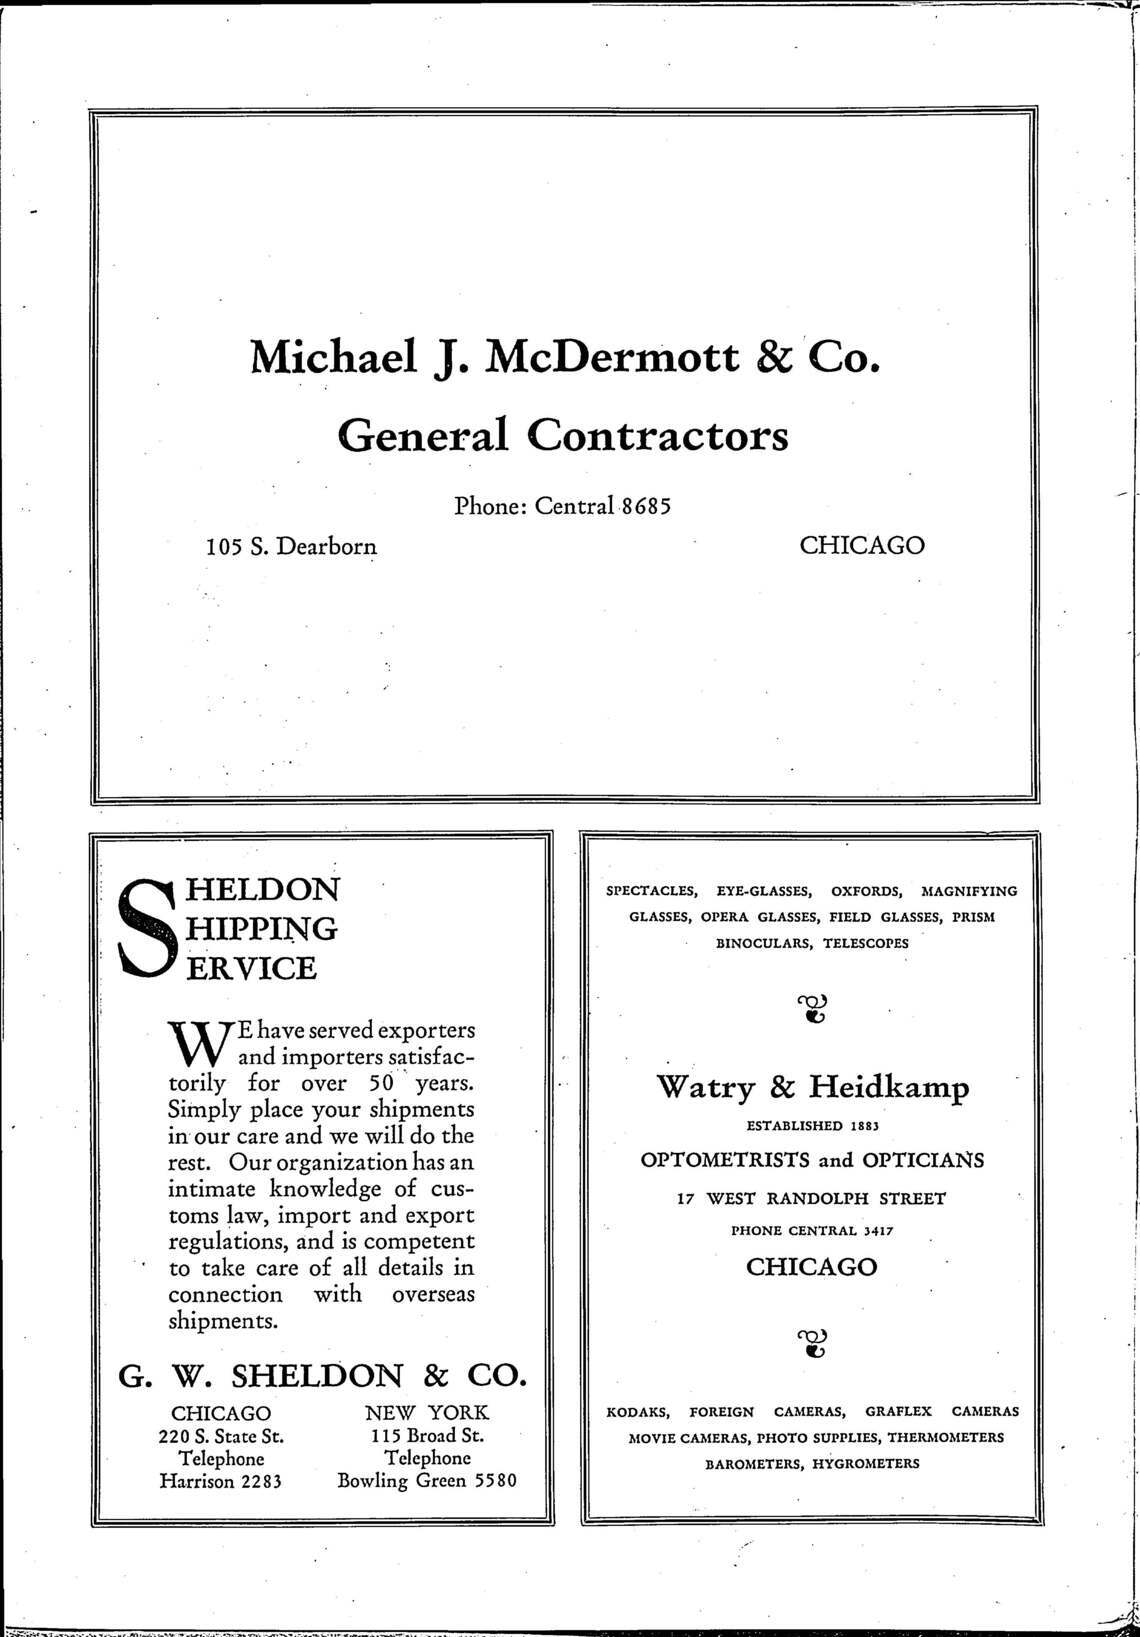 Michael J. McDermott & Co.
General Contractors
Phone: Central 8685
105 S. Dearborn CHICAGO
SHELDON
SHIPPING
SERVICE
WE have served exporters
and importers satisfac-
torily for over 50 years.
Simply place your shipments
in our care and we will do the
rest. Our organization has an
intimate knowledge of cus-
toms law, import and export
regulations, and is competent
to take care of all details in
connection with overseas
shipments.
G. W. SHELDON & CO.
CHICAGO
220 S. State St.
Telephone
Harrison 2283
NEW YORK
115 Broad St.
Telephone
Bowling Green 5580
SPECTACLES, EYE-GLASSES, OXFORDS, MAGNIFYING
GLASSES, OPERA GLASSES, FIELD GLASSES, PRISM
BINOCULARS, TELESCOPES
Watry & Heidkamp
ESTABLISHED 1883
OPTOMETRISTS and OPTICIANS
17 WEST RANDOLPH STREET
PHONE CENTRAL 3417
CHICAGO
KODAKS, FOREIGN CAMERAS, GRAFLEX CAMERAS
MOVIE CAMERAS, PHOTO SUPPLIES, THERMOMETERS
BAROMETERS, HYGROMETERS